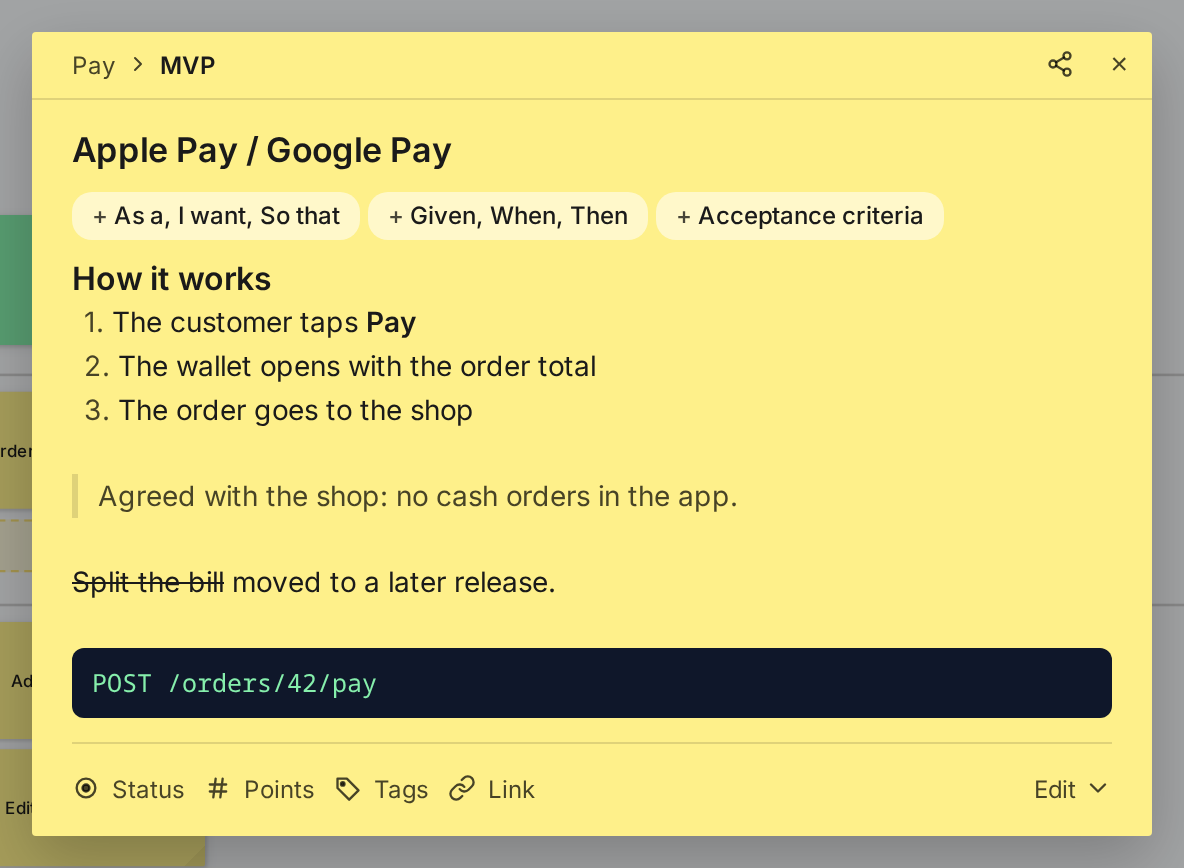 Pay > MVP
Apple Pay / Google Pay
+ As a, I want, So that + Given, When, Then + Acceptance criteria
How it works
1. The customer taps Pay
2. The wallet opens with the order total
3. The order goes to the shop
rder
Agreed with the shop: no cash orders in the app.
Split the bill moved to a later release.
Ad
POST /orders/42/pay
Status # Points Tags Link Edit
Edit